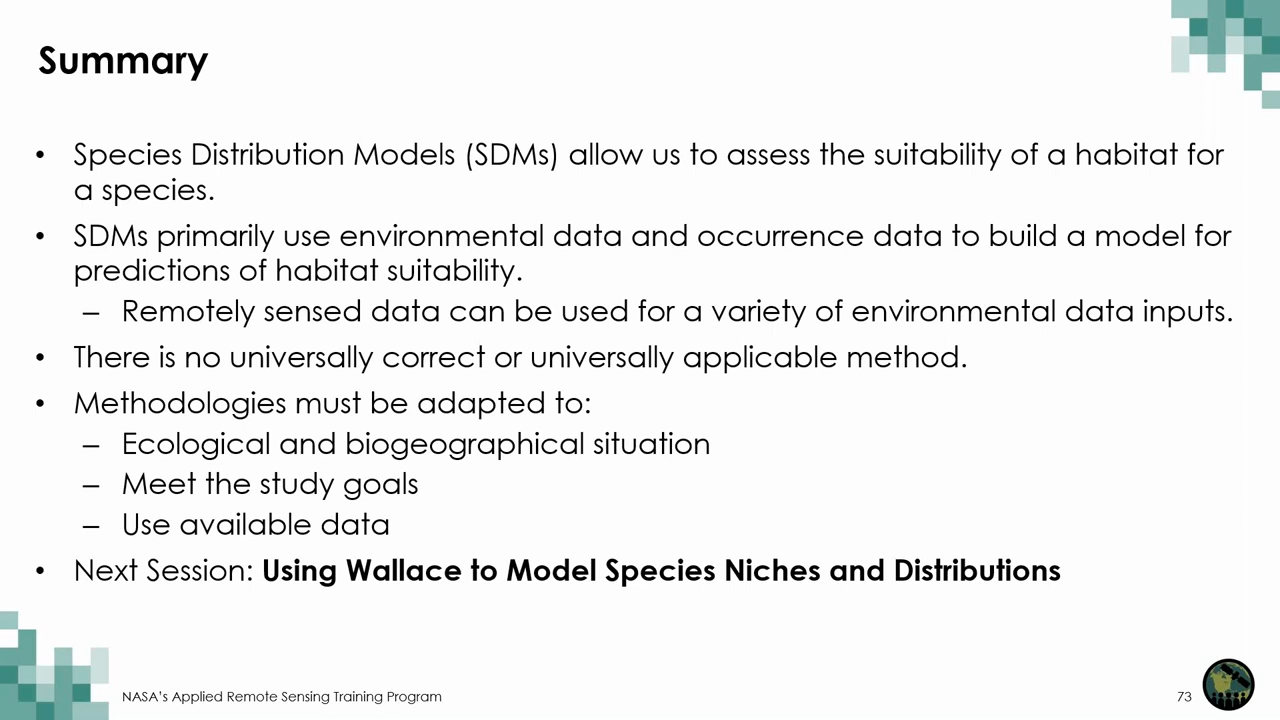 Summary
• Species Distribution Models (SDMs) allow us to assess the suitability of a habitat for
a species.
• SDMs primarily use environmental data and occurrence data to build a model for
predictions of habitat suitability.
– Remotely sensed data can be used for a variety of environmental data inputs.
• There is no universally correct or universally applicable method.
• Methodologies must be adapted to:
– Ecological and biogeographical situation
– Meet the study goals
– Use available data
• Next Session: Using Wallace to Model Species Niches and Distributions
NASA's Applied Remote Sensing Training Program
73